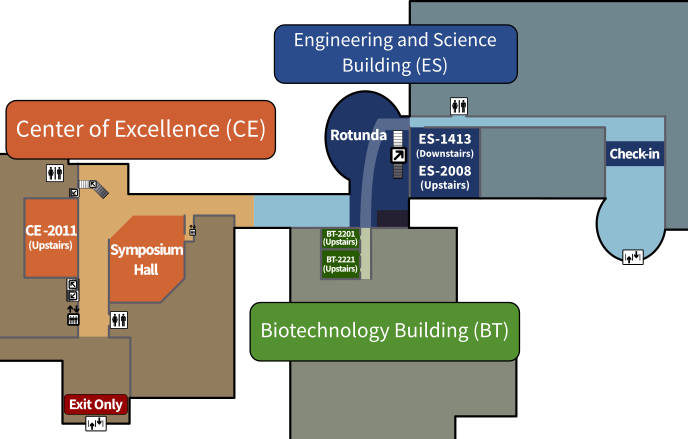 Engineering and Science
Building (ES)
Center of Excellence (CE)
Rotunda
ES-1413
(Downstairs)
ES-2008
(Upstairs)
Check-in
CE-2011
(Upstairs)
Symposium
Hall
BT-2201
(Upstairs)
BT-2221
(Upstairs)
Biotechnology Building (BT)
Exit Only